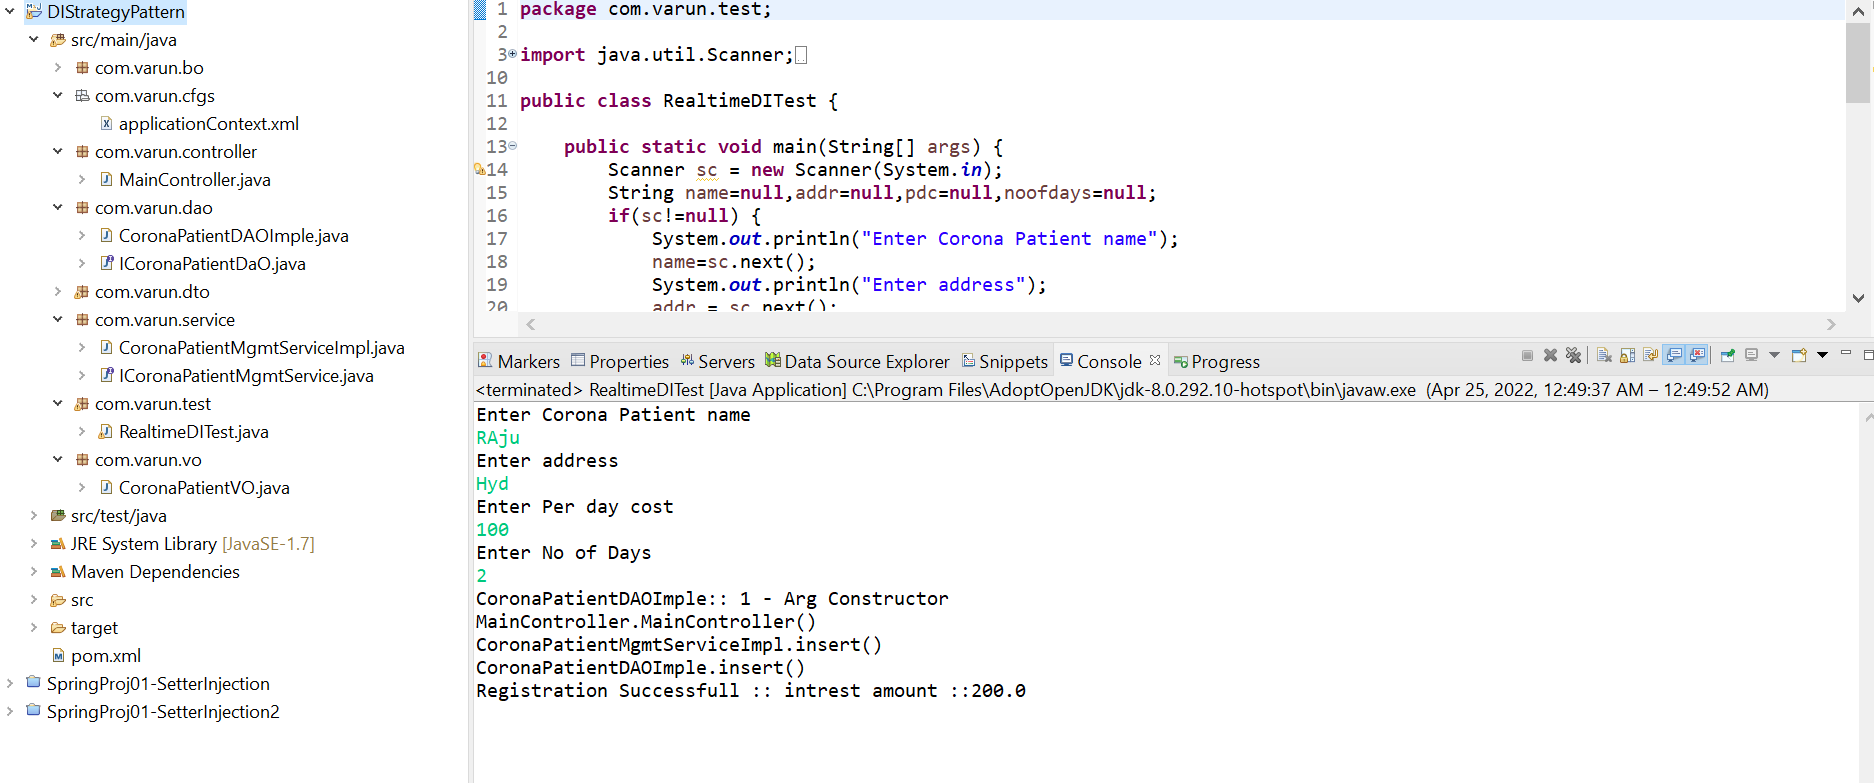 DIStrategyPattern
src/main/java
com.varun.bo
com.varun.cfgs
applicationContext.xml
com.varun.controller
MainController.java
com.varun.dao
CoronaPatientDAOImple.java
ICoronaPatientDaO.java
com.varun.dto
com.varun.service
CoronaPatientMgmtServiceImpl.java
ICoronaPatientMgmtService.java
com.varun.test
RealtimeDITest.java
com.varun.vo
CoronaPatientVO.java
src/test/java
JRE System Library [JavaSE-1.7]
Maven Dependencies
src
target
pom.xml
SpringProj01-SetterInjection
SpringProj01-SetterInjection2
1 package com.varun.test;
2
3 import java.util.Scanner;
10
11 public class RealtimeDITest {
12
13 public static void main(String[] args) {
14 Scanner sc = new Scanner(System.in);
15 String name=null,addr=null,pdc=null,noofdays=null;
16 if(sc!=null) {
17 System.out.println("Enter Corona Patient name");
18 name=sc.next();
19 System.out.println("Enter address");
20 addr = sc.next();
Markers Properties Servers Data Source Explorer Snippets Console Progress
<terminated> RealtimeDITest [Java Application] C:\Program Files\AdoptOpenJDK\jdk-8.0.292.10-hotspot\bin\javaw.exe (Apr 25, 2022, 12:49:37 AM – 12:49:52 AM)
Enter Corona Patient name
RAju
Enter address
Hyd
Enter Per day cost
100
Enter No of Days
2
CoronaPatientDAOImple:: 1 - Arg Constructor
MainController.MainController()
CoronaPatientMgmtServiceImpl.insert()
CoronaPatientDAOImple.insert()
Registration Successfull :: intrest amount ::200.0